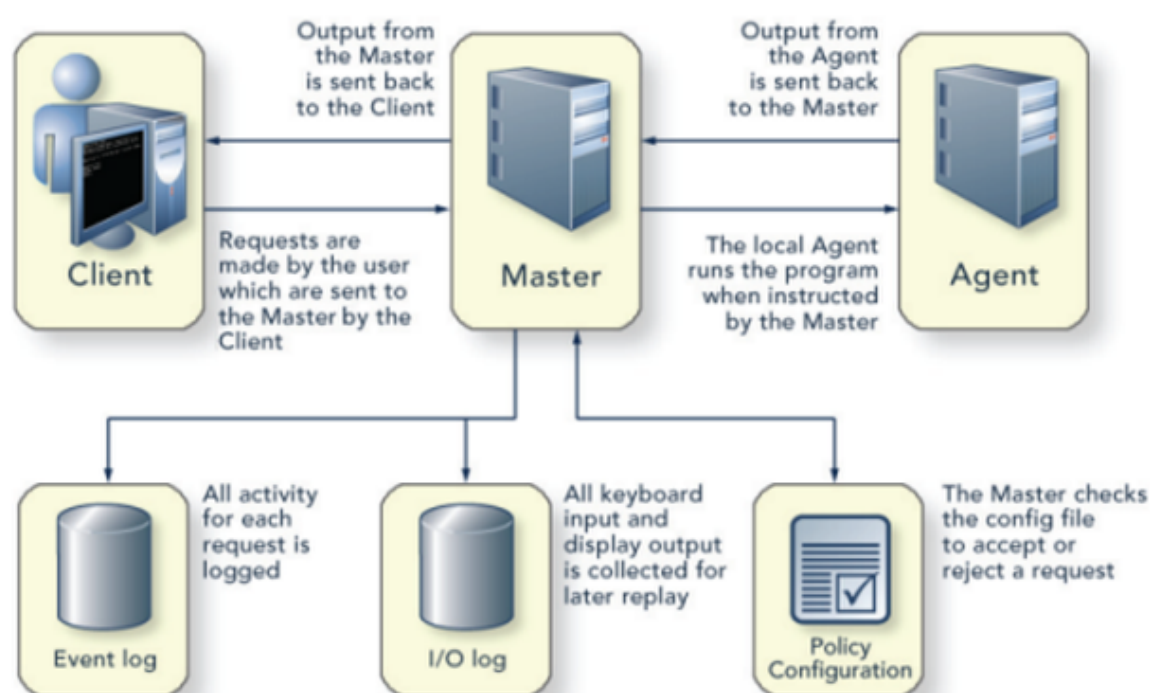 Output from
the Master
is sent back
to the Client
Output from
the Agent
is sent back
to the Master
Client
Requests are
made by the user
which are sent to
the Master by the
Client
Master
The local Agent
runs the program
when instructed
by the Master
Agent
Event log
All activity
for each
request is
logged
I/O log
All keyboard
input and
display output
is collected for
later replay
Policy
Configuration
The Master checks
the config file
to accept or
reject a request